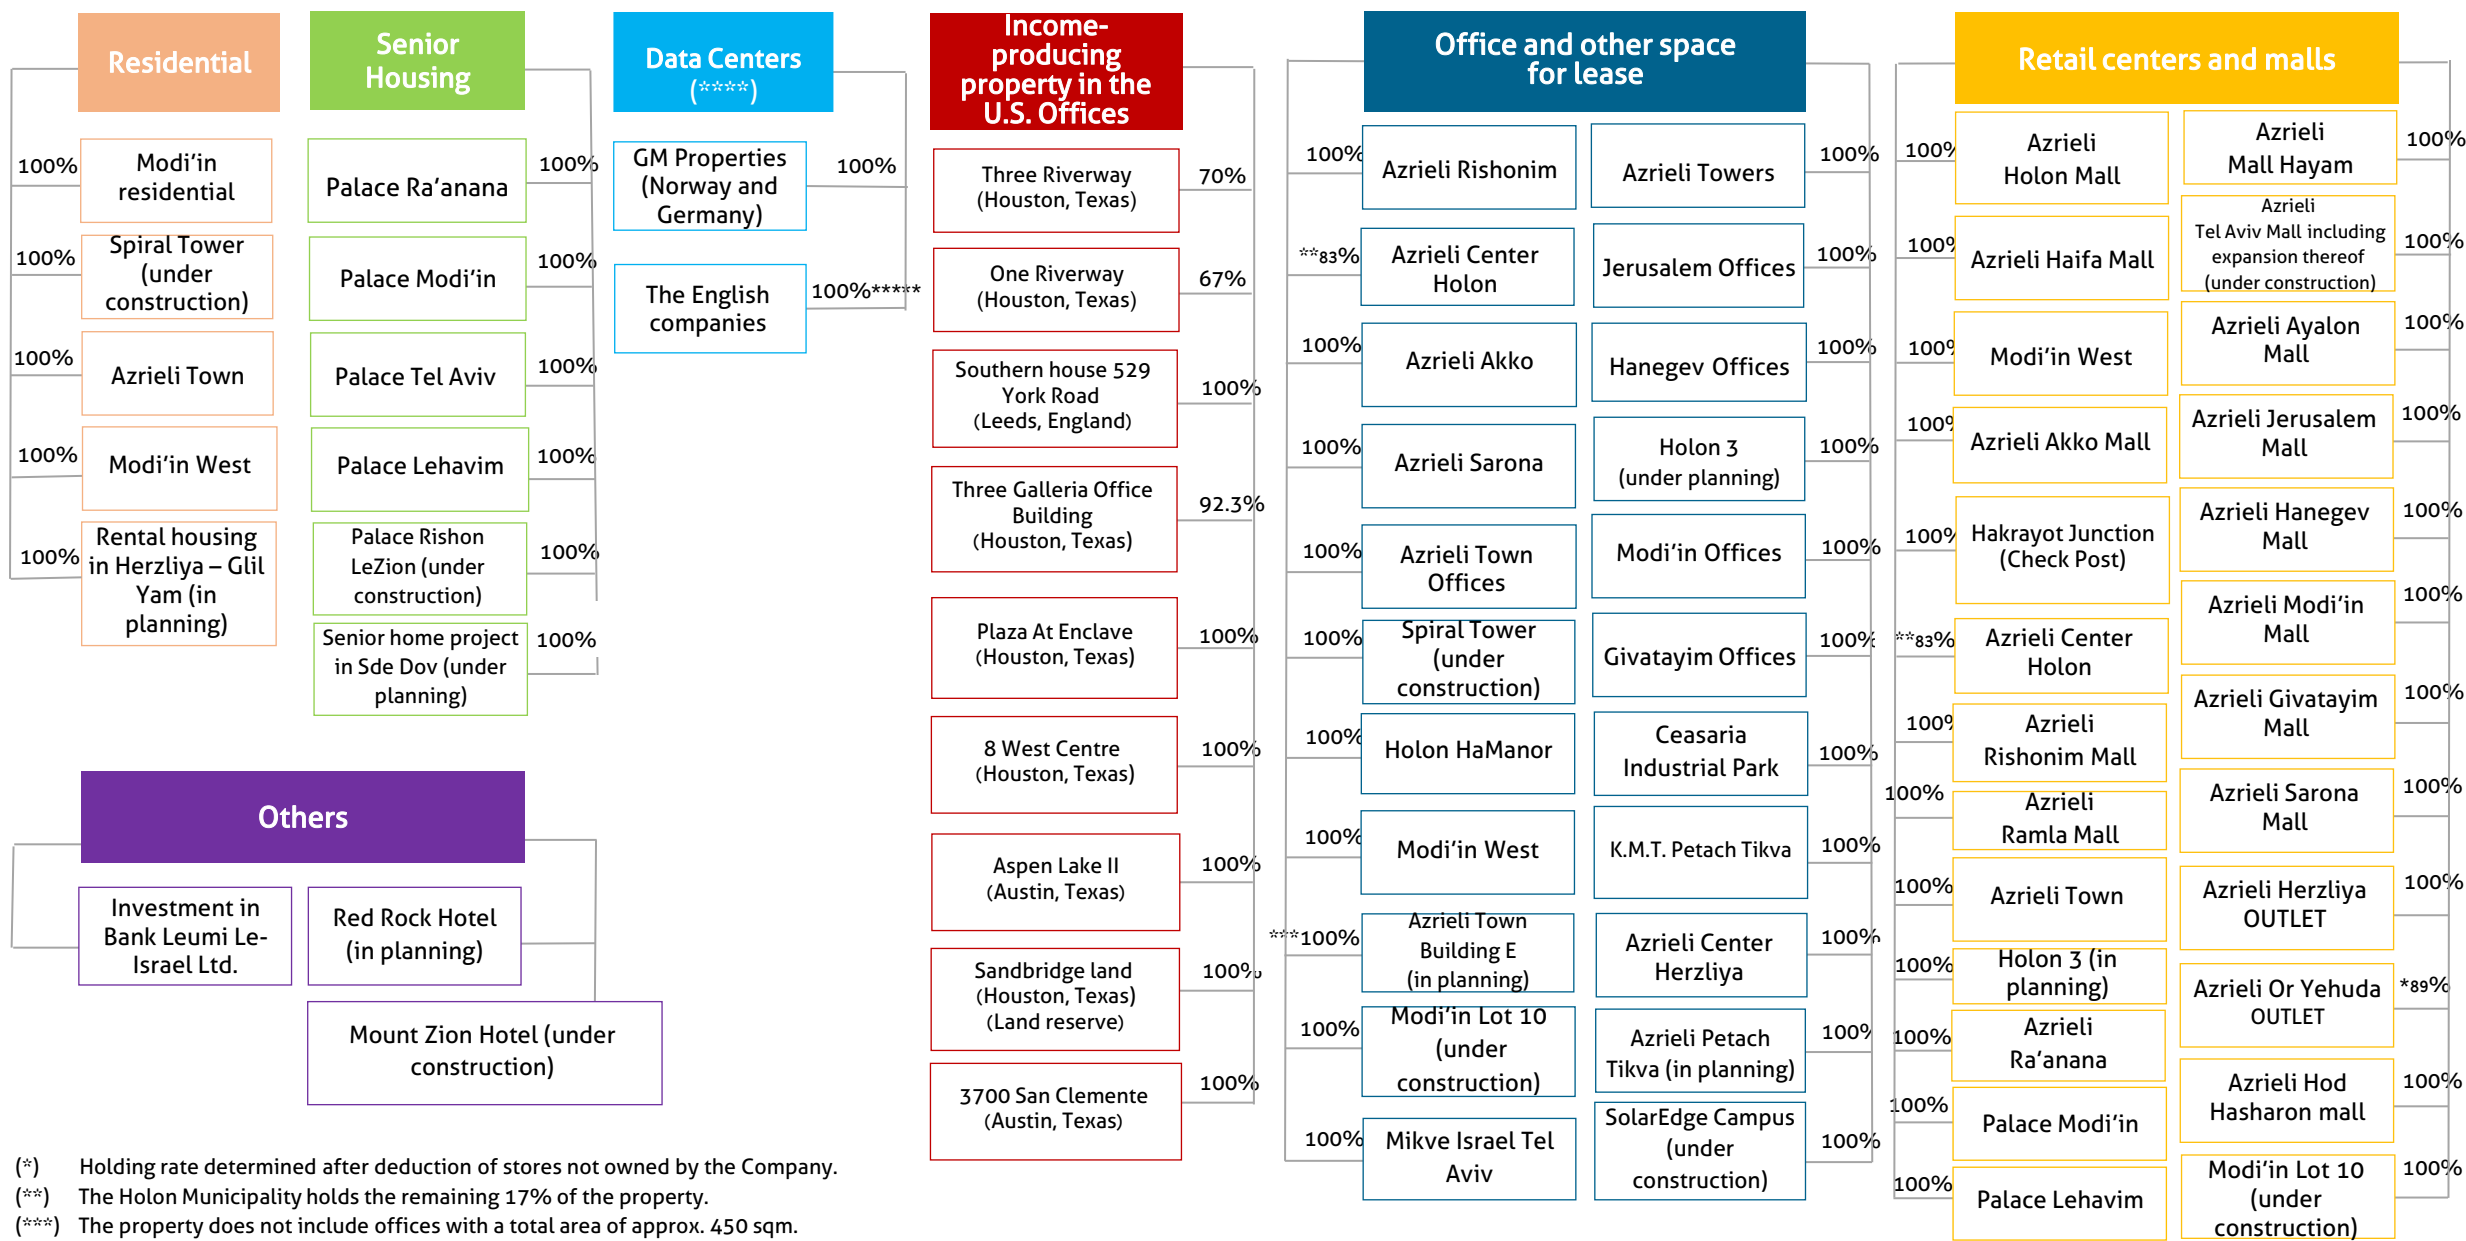 Residential
100%
Modi'in
residential
100%
Spiral Tower
(under
construction)
100%
Azrieli Town
100%
Modi'in West
100%
Rental housing
in Herzliya – Glil
Yam (in
planning)
Senior
Housing
Palace Ra'anana
100%
Palace Modi'in
100%
Palace Tel Aviv
100%
Palace Lehavim
100%
Palace Rishon
LeZion (under
construction)
100%
Senior home project
in Sde Dov (under
planning)
100%
Data Centers
(****)
GM Properties
(Norway and
Germany)
100%
The English
companies
100%*****
Income-
producing
property in the
U.S. Offices
Three Riverway
(Houston, Texas)
70%
One Riverway
(Houston, Texas)
67%
Southern house 529
York Road
(Leeds, England)
100%
Three Galleria Office
Building
(Houston, Texas)
92.3%
Plaza At Enclave
(Houston, Texas)
100%
8 West Centre
(Houston, Texas)
100%
Aspen Lake II
(Austin, Texas)
100%
Sandbridge land
(Houston, Texas)
(Land reserve)
100%
3700 San Clemente
(Austin, Texas)
100%
Office and other space
for lease
100%
Azrieli Rishonim
**83%
Azrieli Center
Holon
100%
Azrieli Akko
100%
Azrieli Sarona
100%
Azrieli Town
Offices
100%
Spiral Tower
(under
construction)
100%
Holon HaManor
100%
Modi'in West
***100%
Azrieli Town
Building E
(in planning)
100%
Modi'in Lot 10
(under
construction)
100%
Mikve Israel Tel
Aviv
Azrieli Towers
100%
Jerusalem Offices
100%
Hanegev Offices
100%
Holon 3
(under planning)
100%
Modi'in Offices
100%
Givatayim Offices
100%
Ceasaria
Industrial Park
100%
K.M.T. Petach Tikva
100%
Azrieli Center
Herzliya
100%
Azrieli Petach
Tikva (in planning)
100%
SolarEdge Campus
(under
construction)
100%
Retail centers and malls
100%
Azrieli
Holon Mall
100%
Azrieli Haifa Mall
100%
Modi'in West
100%
Azrieli Akko Mall
100%
Hakrayot Junction
(Check Post)
**83%
Azrieli Center
Holon
100%
Azrieli
Rishonim Mall
100%
Azrieli
Ramla Mall
100%
Azrieli Town
100%
Holon 3 (in
planning)
100%
Azrieli
Ra'anana
100%
Palace Modi'in
100%
Palace Lehavim
Azrieli
Mall Hayam
100%
Azrieli
Tel Aviv Mall including
expansion thereof
(under construction)
100%
Azrieli Ayalon
Mall
100%
Azrieli Jerusalem
Mall
100%
Azrieli Hanegev
Mall
100%
Azrieli Modi'in
Mall
100%
Azrieli Givatayim
Mall
100%
Azrieli Sarona
Mall
100%
Azrieli Herzliya
OUTLET
100%
Azrieli Or Yehuda
OUTLET
*89%
Azrieli Hod
Hasharon mall
100%
Modi'in Lot 10
(under
construction)
100%
Others
Investment in
Bank Leumi Le-
Israel Ltd.
Red Rock Hotel
(in planning)
Mount Zion Hotel (under
construction)
(*) Holding rate determined after deduction of stores not owned by the Company.
(**) The Holon Municipality holds the remaining 17% of the property.
(***) The property does not include offices with a total area of approx. 450 sqm.